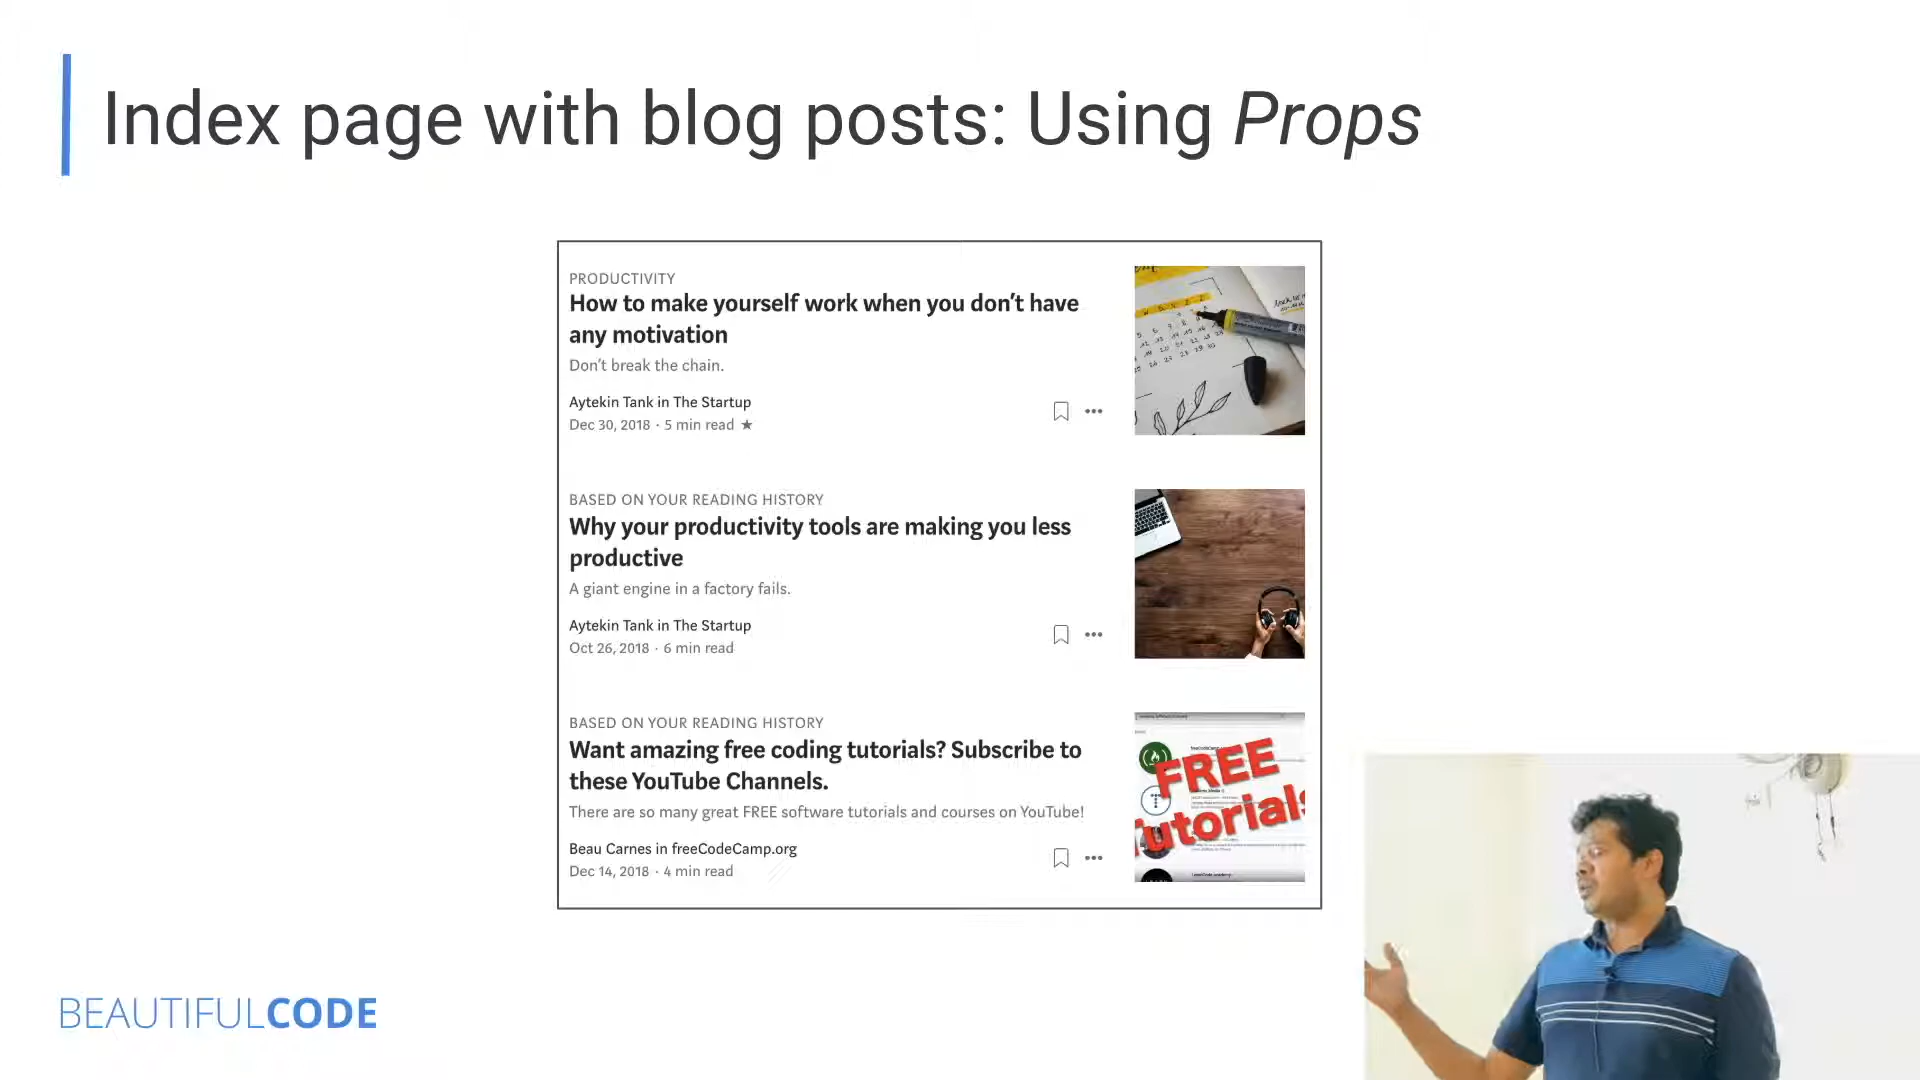 Index page with blog posts: Using Props
PRODUCTIVITY
How to make yourself work when you don't have
any motivation
Don't break the chain.
Aytekin Tank in The Startup
Dec 30, 2018 · 5 min read ★
BASED ON YOUR READING HISTORY
Why your productivity tools are making you less
productive
A giant engine in a factory fails.
Aytekin Tank in The Startup
Oct 26, 2018 · 6 min read
BASED ON YOUR READING HISTORY
Want amazing free coding tutorials? Subscribe to
these YouTube Channels.
There are so many great FREE software tutorials and courses on YouTube!
Beau Carnes in freeCodeCamp.org
Dec 14, 2018 · 4 min read
FREE
Tutorials
BEAUTIFULCODE